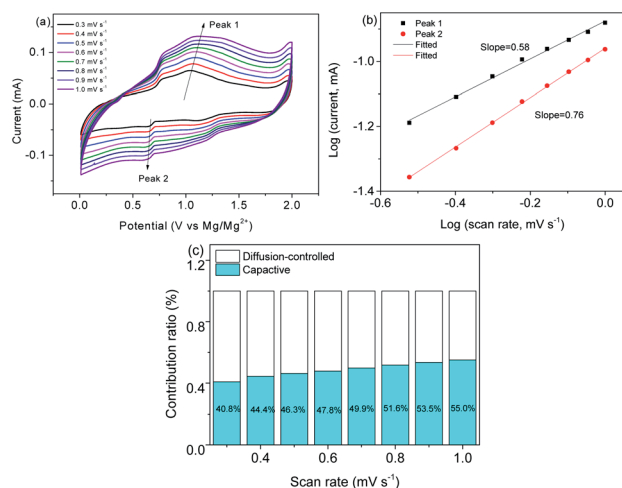 (a)
0.3 mV s⁻¹
0.4 mV s⁻¹
0.5 mV s⁻¹
0.6 mV s⁻¹
0.7 mV s⁻¹
0.8 mV s⁻¹
0.9 mV s⁻¹
1.0 mV s⁻¹
Peak 1
Peak 2
0.1
0.0
-0.1
Current (mA)
0.0 0.5 1.0 1.5 2.0
Potential (V vs Mg/Mg²⁺)
(b)
Peak 1
Peak 2
Fitted
Fitted
Slope=0.58
Slope=0.76
-1.0
-1.2
-1.4
Log (current, mA)
-0.6 -0.4 -0.2 0.0
Log (scan rate, mV s⁻¹)
(c)
Diffusion-controlled
Capactive
1.2
0.8
0.4
0.0
Contribution ratio (%)
40.8% 44.4% 46.3% 47.8% 49.9% 51.6% 53.5% 55.0%
0.4 0.6 0.8 1.0
Scan rate (mV s⁻¹)